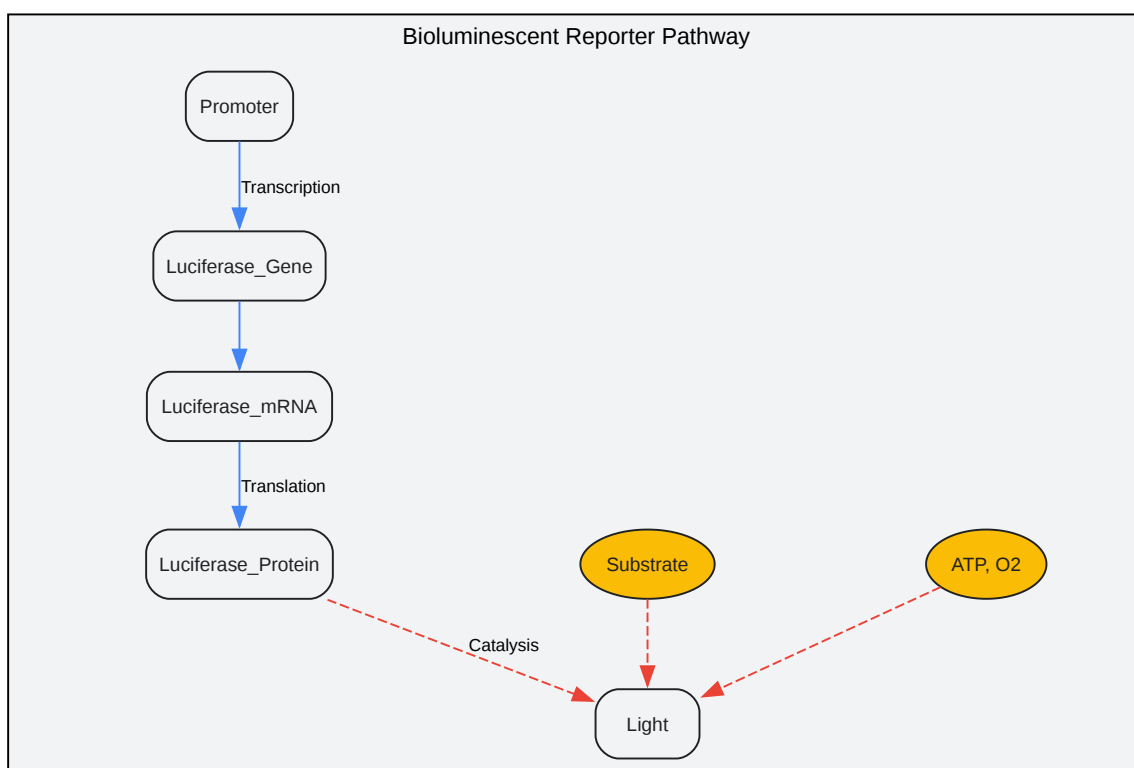 Bioluminescent Reporter Pathway
Promoter
Transcription
Luciferase_Gene
Luciferase_mRNA
Translation
Luciferase_Protein
Substrate
ATP, O2
Catalysis
Light